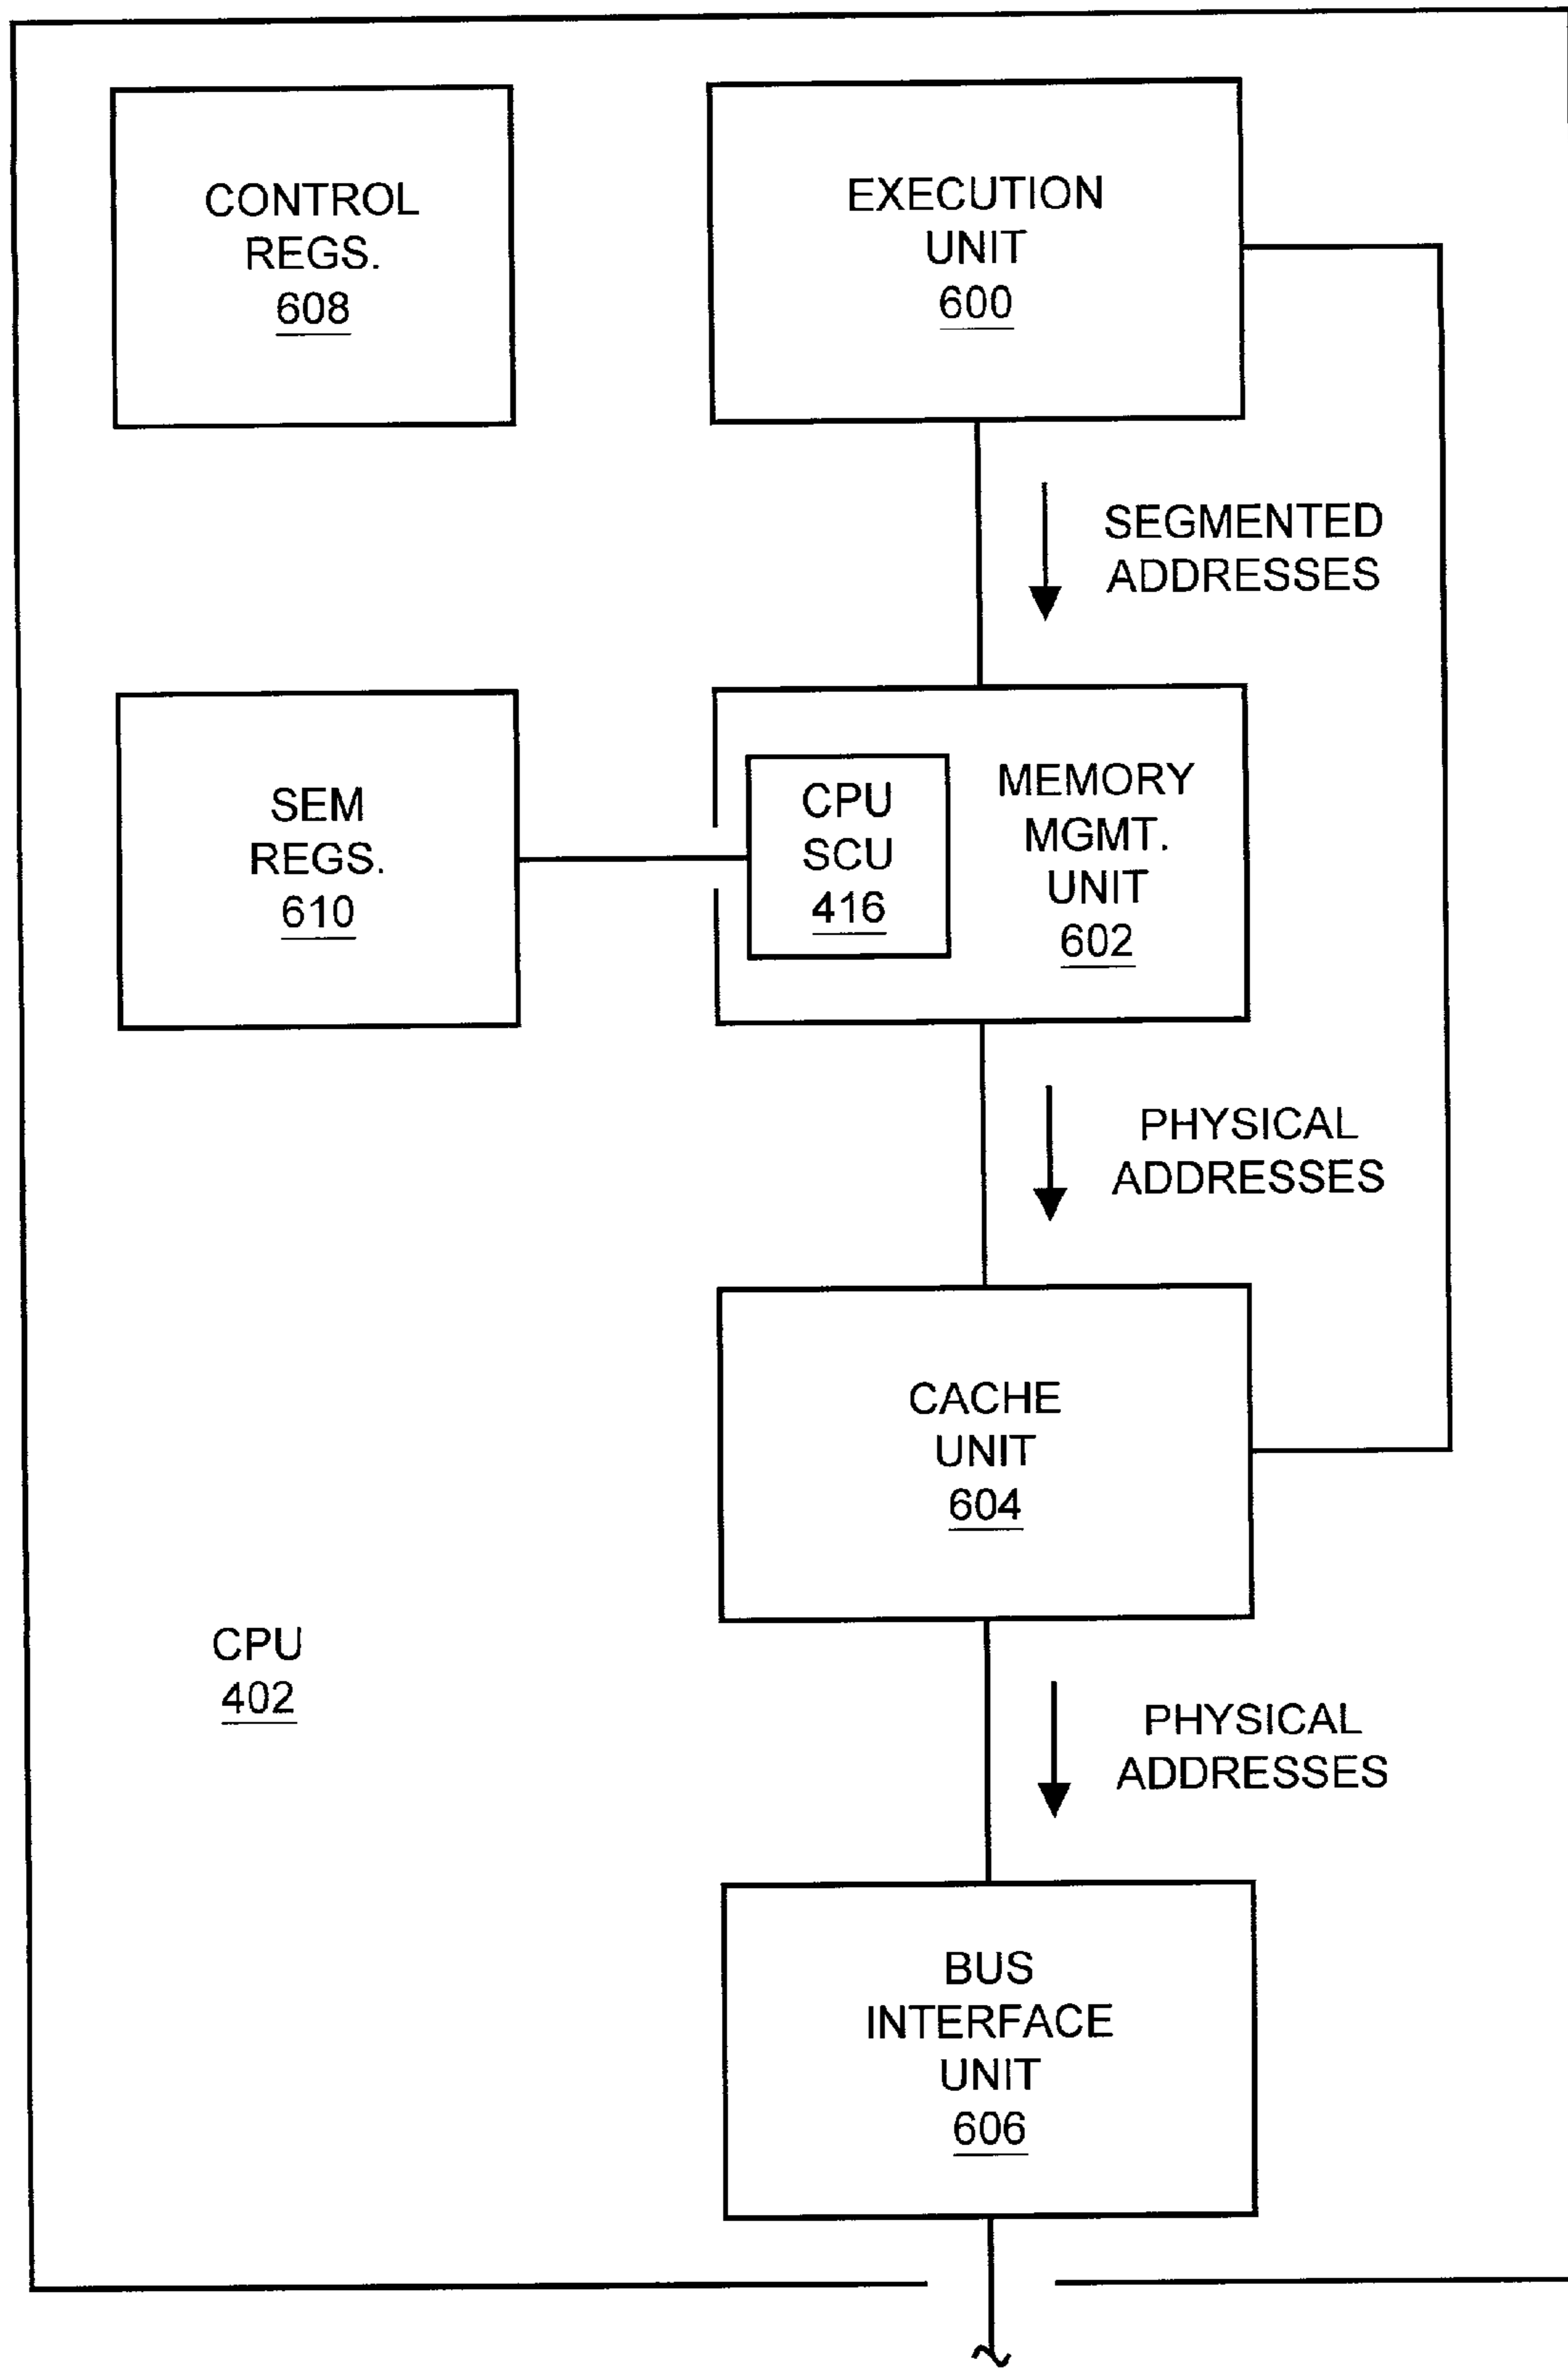 CONTROL
REGS.
608
EXECUTION
UNIT
600
SEGMENTED
ADDRESSES
SEM
REGS.
610
CPU
SCU
416
MEMORY
MGMT.
UNIT
602
PHYSICAL
ADDRESSES
CACHE
UNIT
604
CPU
402
PHYSICAL
ADDRESSES
BUS
INTERFACE
UNIT
606